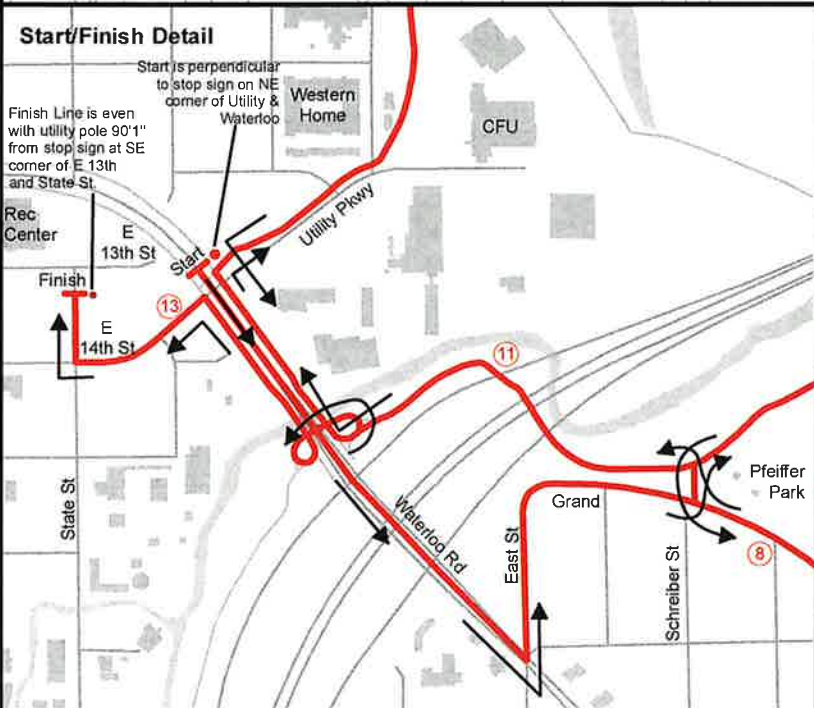 Start/Finish Detail
Start is perpendicular
to stop sign on NE
corner of Utility &
Waterloo
Western
Home
CFU
Finish Line is even
with utility pole 90'1"
from stop sign at SE
corner of E 13th
and State St.
Rec
Center
E
13th St
Utility Pkwy
Start
Finish
13
E
14th St
11
Pfeiffer
Park
Grand
State St
Waterloo Rd
East St
Schreiber St
8